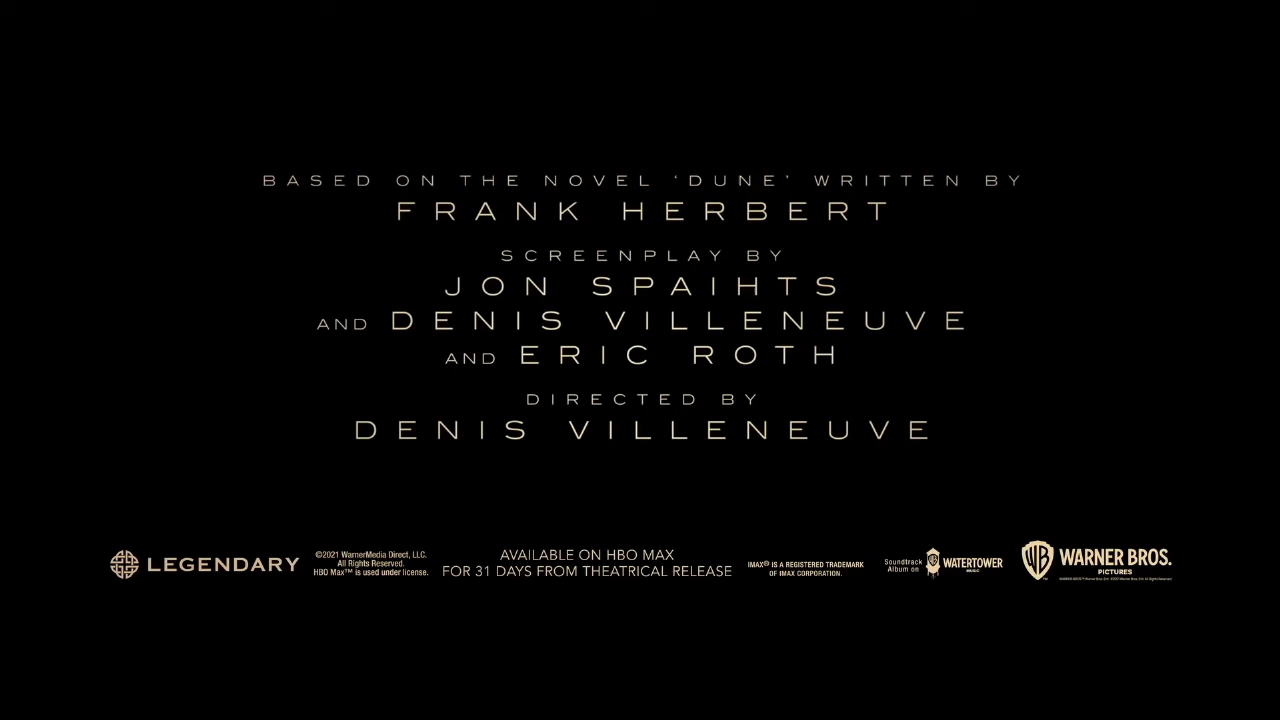 BASED ON THE NOVEL ‘DUNE’ WRITTEN BY
FRANK HERBERT
SCREENPLAY BY
JON SPAIHTS
AND DENIS VILLENEUVE
AND ERIC ROTH
DIRECTED BY
DENIS VILLENEUVE
LEGENDARY
©2021 WarnerMedia Direct, LLC.
All Rights Reserved.
HBO Max™ is used under license.
AVAILABLE ON HBO MAX
FOR 31 DAYS FROM THEATRICAL RELEASE
IMAX® IS A REGISTERED TRADEMARK
OF IMAX CORPORATION.
Soundtrack
Album on
WATERTOWER
MUSIC
WB
WARNER BROS.
PICTURES